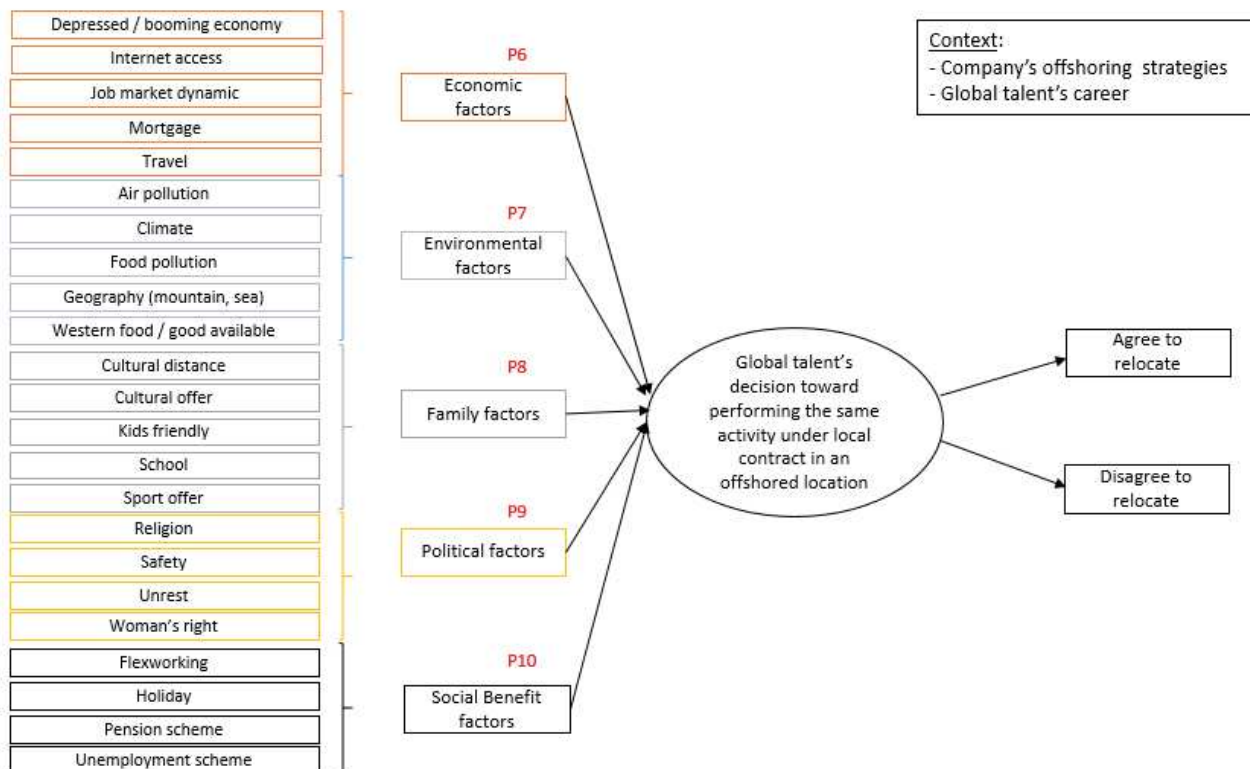 Depressed / booming economy
Internet access
Job market dynamic
Mortgage
Travel
Air pollution
Climate
Food pollution
Geography (mountain, sea)
Western food / good available
Cultural distance
Cultural offer
Kids friendly
School
Sport offer
Religion
Safety
Unrest
Woman's right
Flexworking
Holiday
Pension scheme
Unemployment scheme
P6
Economic
factors
P7
Environmental
factors
P8
Family factors
P9
Political factors
P10
Social Benefit
factors
Global talent's
decision toward
performing the same
activity under local
contract in an
offshored location
Context:
- Company's offshoring strategies
- Global talent's career
Agree to
relocate
Disagree to
relocate